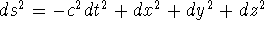 ds² = −c²dt² + dx² + dy² + dz²